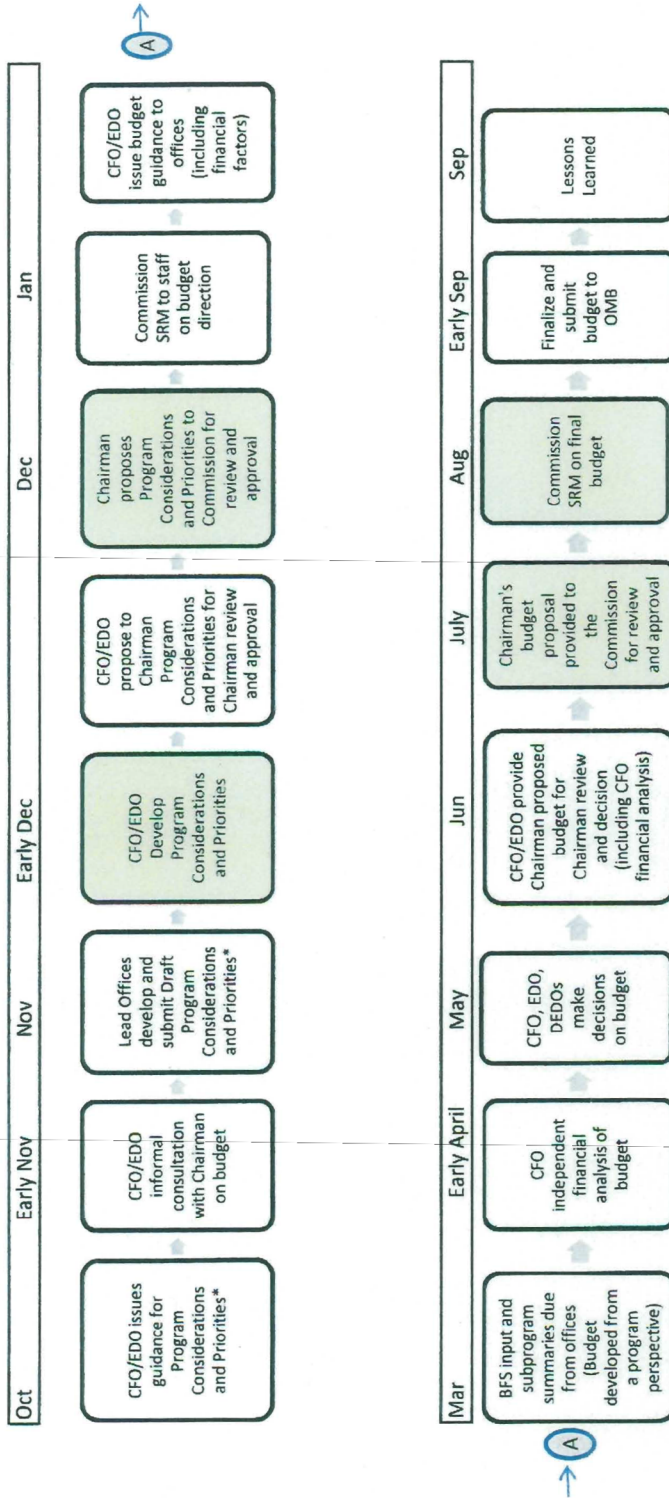 Oct
Early Nov
Nov
Early Dec
Dec
Jan
CFO/EDO issues
guidance for
Program
Considerations
and Priorities*
CFO/EDO
informal
consultation
with Chairman
on budget
Lead Offices
develop and
submit Draft
Program
Considerations
and Priorities*
CFO/EDO
Develop
Program
Considerations
and Priorities
CFO/EDO
propose to
Chairman
Program
Considerations
and Priorities for
Chairman review
and approval
Chairman
proposes
Program
Considerations
and Priorities to
Commission for
review and
approval
Commission
SRM to staff
on budget
direction
CFO/EDO
issue budget
guidance to
offices
(including
financial
factors)
A
Mar
Early April
May
Jun
July
Aug
Early Sep
Sep
A
BFS input and
subprogram
summaries due
from offices
(Budget
developed from
a program
perspective)
CFO
independent
financial
analysis of
budget
CFO, EDO,
DEDOs
make
decisions
on budget
CFO/EDO provide
Chairman proposed
budget for
Chairman review
and decision
(including CFO
financial analysis)
Chairman's
budget
proposal
provided to
the
Commission
for review
and approval
Commission
SRM on final
budget
Finalize and
submit
budget to
OMB
Lessons
Learned